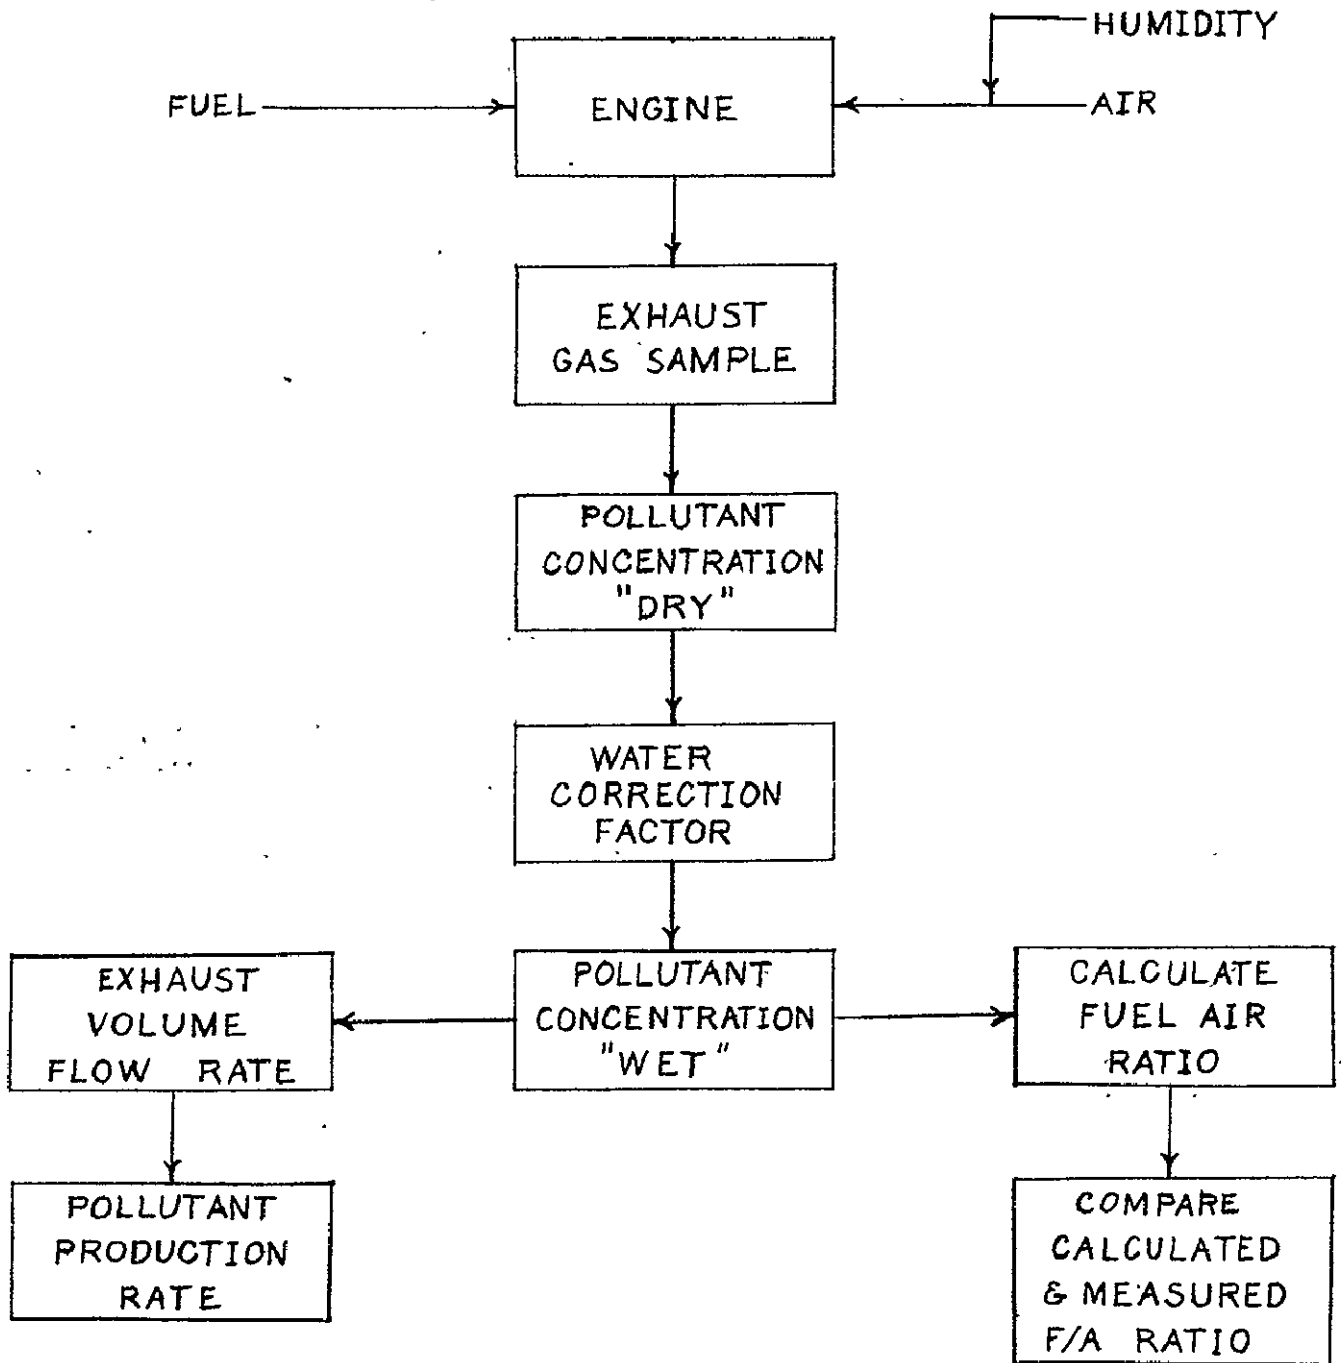 HUMIDITY
FUEL
ENGINE
AIR
EXHAUST
GAS SAMPLE
POLLUTANT
CONCENTRATION
"DRY"
WATER
CORRECTION
FACTOR
EXHAUST
VOLUME
FLOW RATE
POLLUTANT
CONCENTRATION
"WET"
CALCULATE
FUEL AIR
RATIO
POLLUTANT
PRODUCTION
RATE
COMPARE
CALCULATED
& MEASURED
F/A RATIO